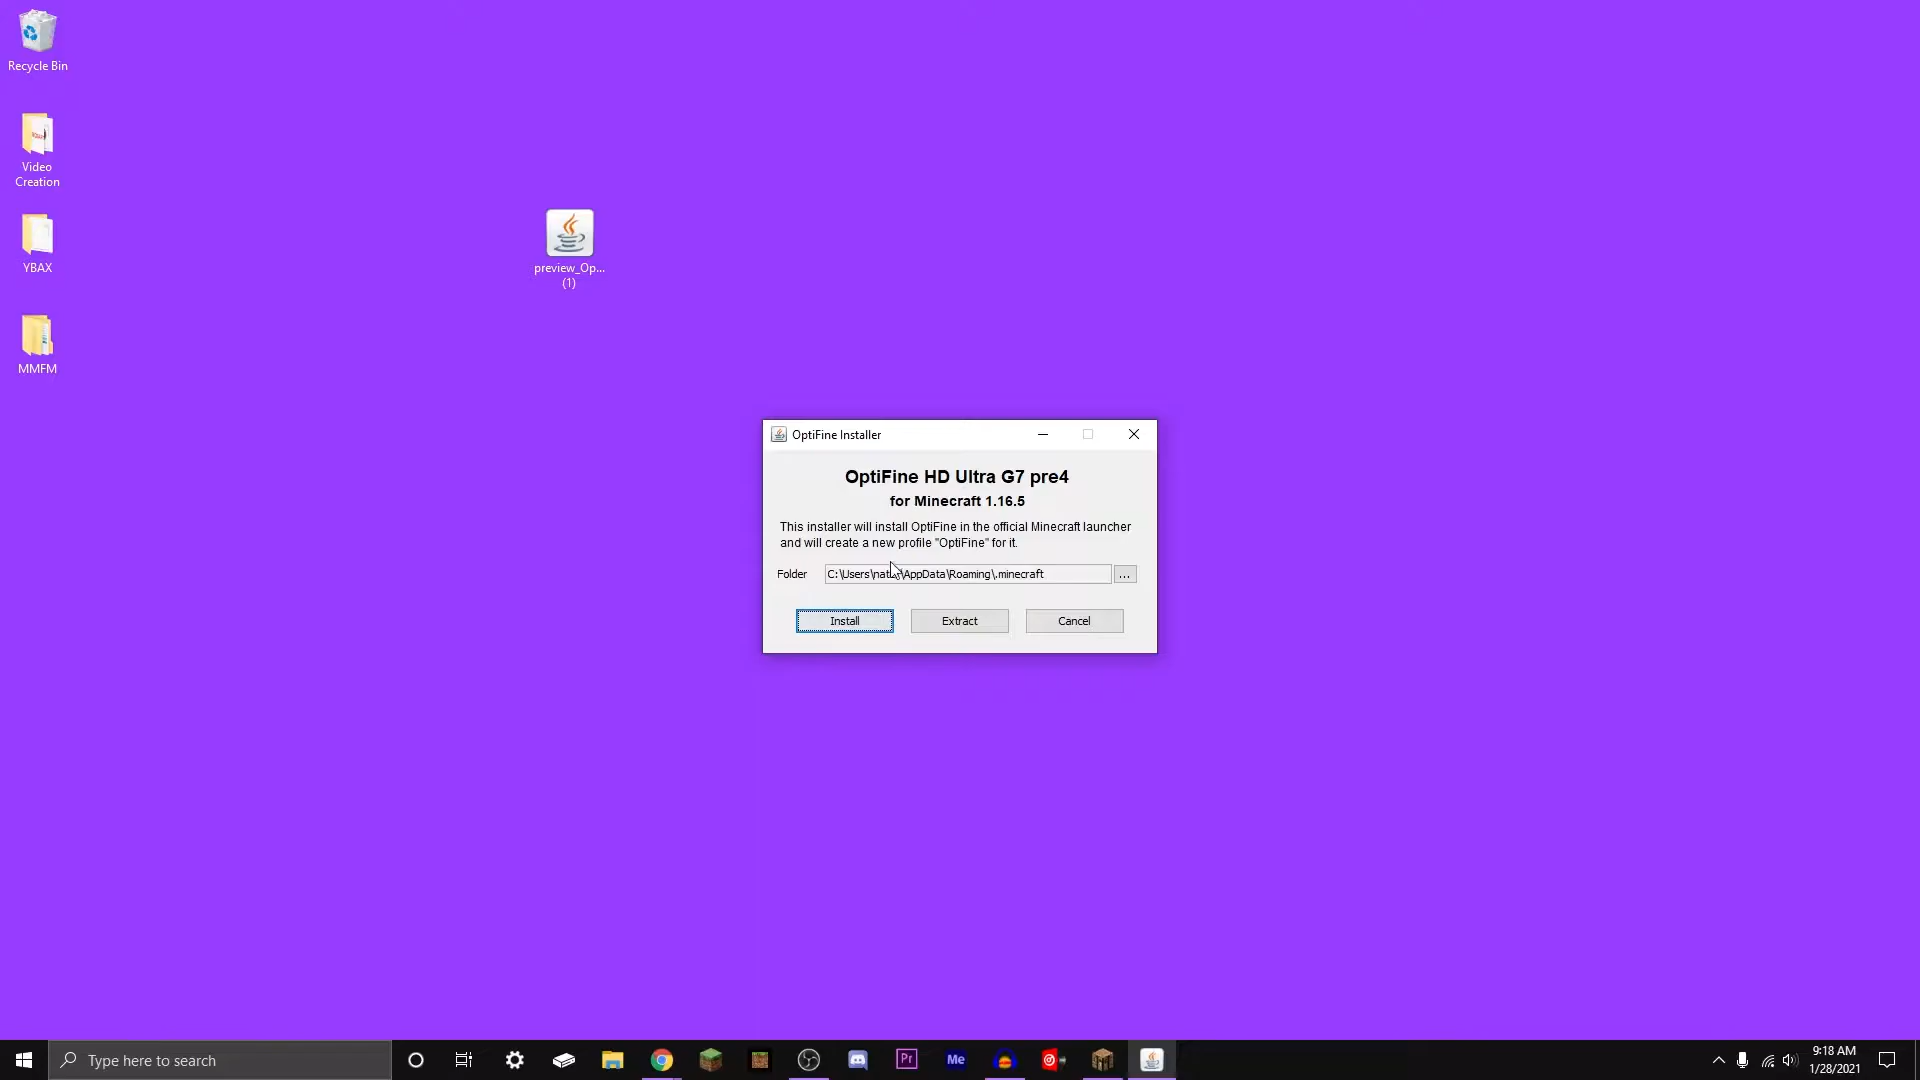 Recycle Bin
Video
Creation
YBAX
MMFM
preview_Op...
(1)
OptiFine Installer
OptiFine HD Ultra G7 pre4
for Minecraft 1.16.5
This installer will install OptiFine in the official Minecraft launcher
and will create a new profile "OptiFine" for it.
Folder
\AppData\Roaming\.minecraft
...
Install
Extract
Cancel
Type here to search
Pr
Me
9:18 AM
1/28/2021